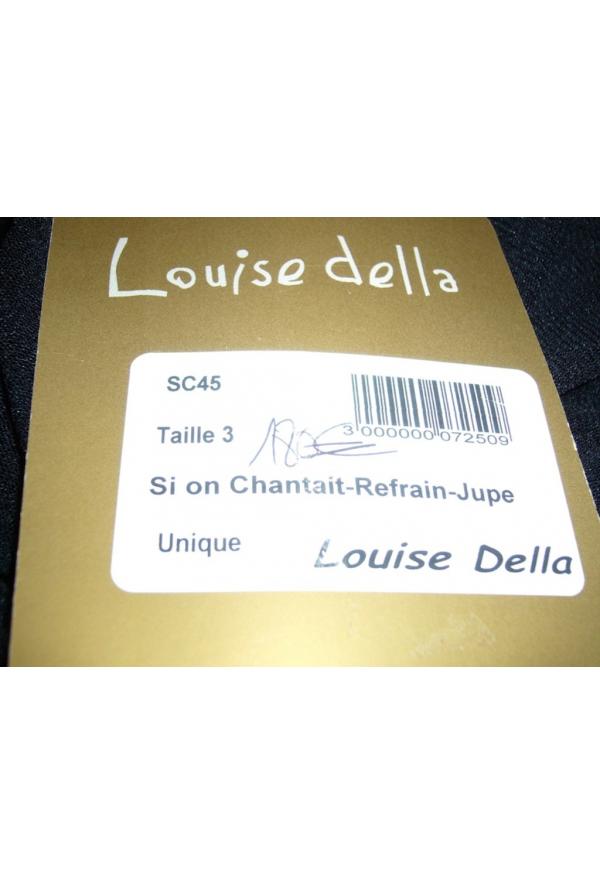 Louise della
SC45
3 000000 072509
Taille 3
Si on Chantait-Refrain-Jupe
Unique
Louise Della